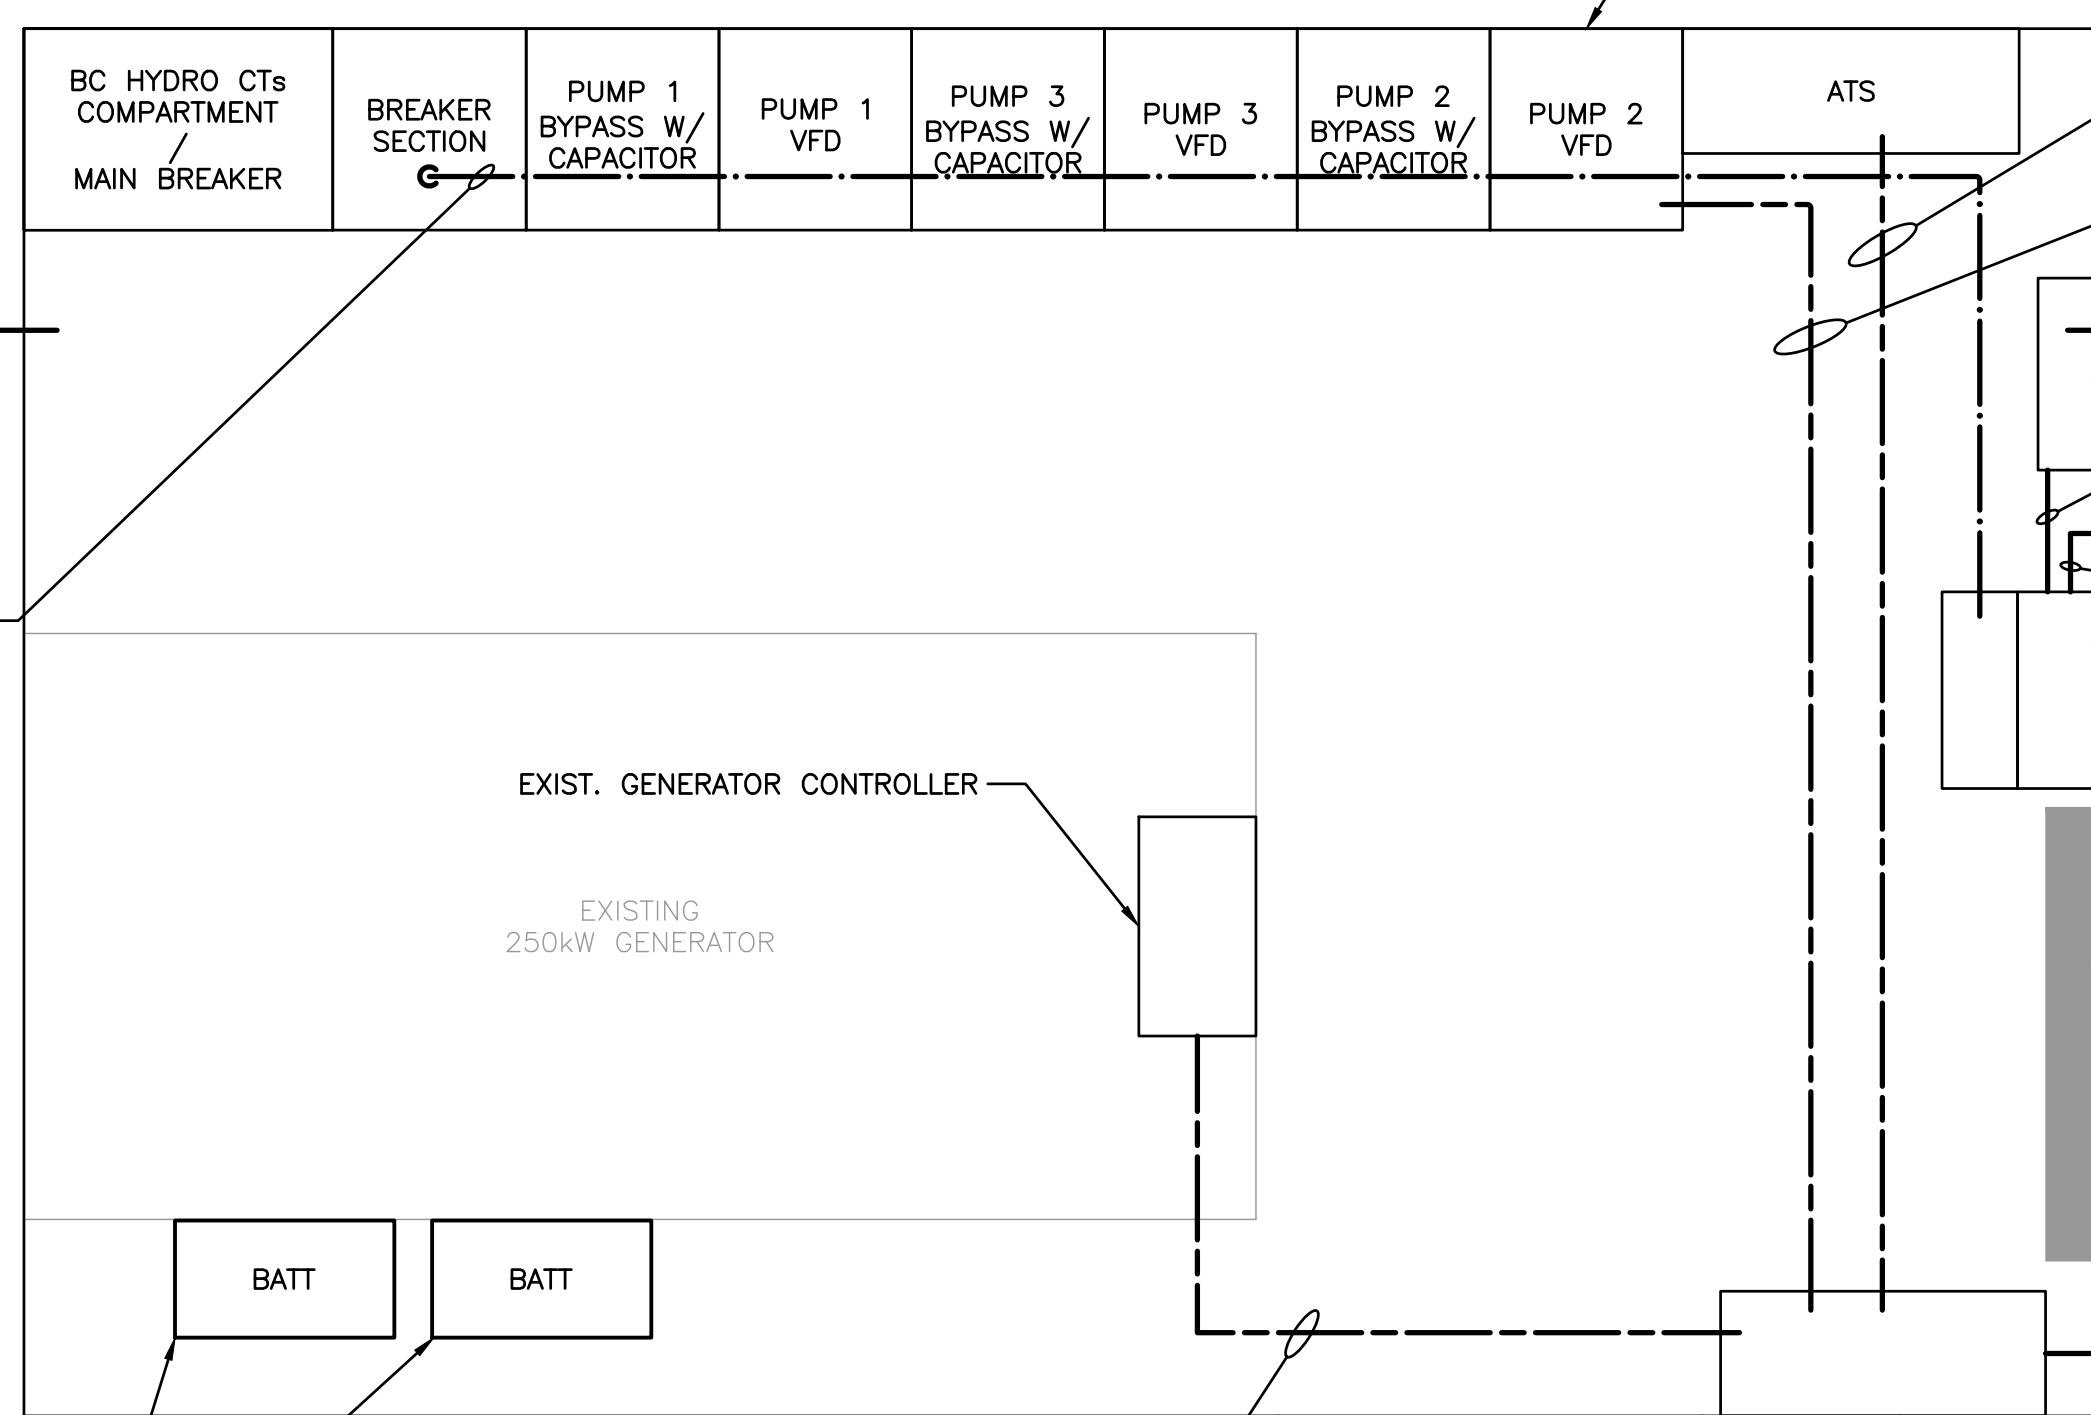 BC HYDRO CTs
COMPARTMENT
/
MAIN BREAKER
BREAKER
SECTION
PUMP 1
BYPASS W/
CAPACITOR
PUMP 1
VFD
PUMP 3
BYPASS W/
CAPACITOR
PUMP 3
VFD
PUMP 2
BYPASS W/
CAPACITOR
PUMP 2
VFD
ATS
EXIST. GENERATOR CONTROLLER
EXISTING
250kW GENERATOR
BATT
BATT